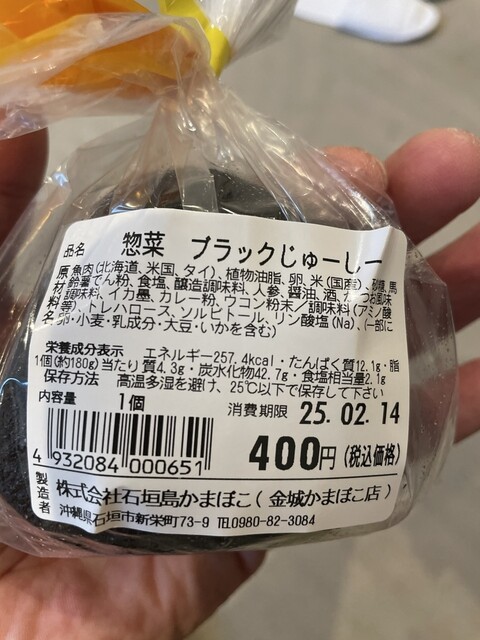 品名 惣菜 ブラックじゅーしー
原材料名 魚肉(北海道、米国、タイ)、植物油脂、卵、米(国産)、砂糖、馬
鈴薯でん粉、食塩、醸造調味料、人参、醤油、酒、かつお風味
調味料、イカ墨、カレー粉、ウコン粉末/調味料(アミノ酸
等)、トレハロース、ソルビトール、リン酸塩(Na)、(一部に
卵・小麦・乳成分・大豆・いかを含む)
栄養成分表示 エネルギー257.4kcal・たんぱく質12.1g・脂
1個(約180g)当たり 質4.3g・炭水化物42.7g・食塩相当量2.1g
保存方法 高温多湿を避け、25℃以下で保存して下さい
内容量 1個
消費期限 25.02.14
4932084000651
400円(税込価格)
製造者 株式会社石垣島かまぼこ(金城かまぼこ店)
沖縄県石垣市新栄町73-9 TEL0980-82-3084